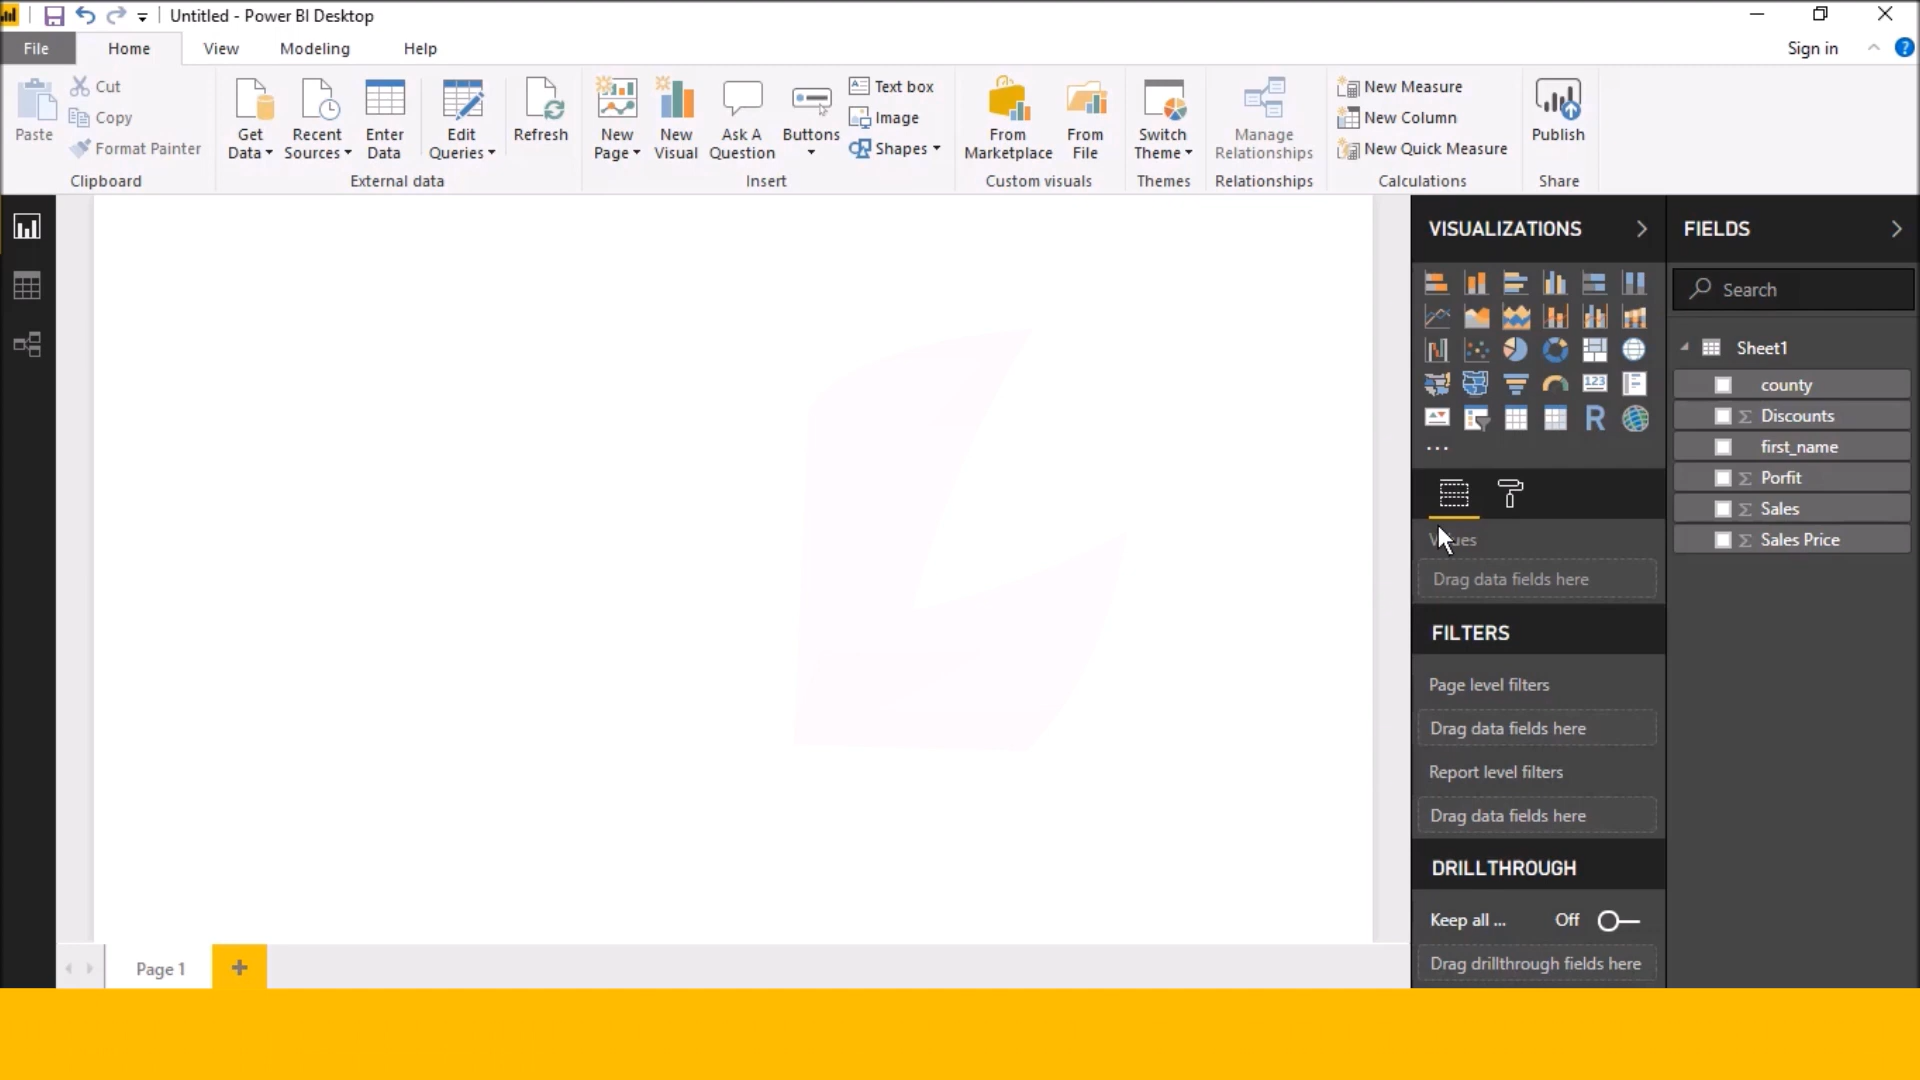 Untitled - Power BI Desktop
File Home View Modeling Help Sign in ?
Paste Cut Copy Format Painter
Clipboard
Get Data Recent Sources Enter Data Edit Queries Refresh
External data
New Page New Visual Ask A Question Buttons Text box Image Shapes
Insert
From Marketplace From File
Custom visuals
Switch Theme
Themes
Manage Relationships
Relationships
New Measure
New Column
New Quick Measure
Calculations
Publish
Share
VISUALIZATIONS
123
R
Drag data fields here
FILTERS
Page level filters
Drag data fields here
Report level filters
Drag data fields here
DRILLTHROUGH
Keep all ... Off
Drag drillthrough fields here
FIELDS
Search
Sheet1
county
Σ Discounts
first_name
Σ Porfit
Σ Sales
Σ Sales Price
Page 1 +